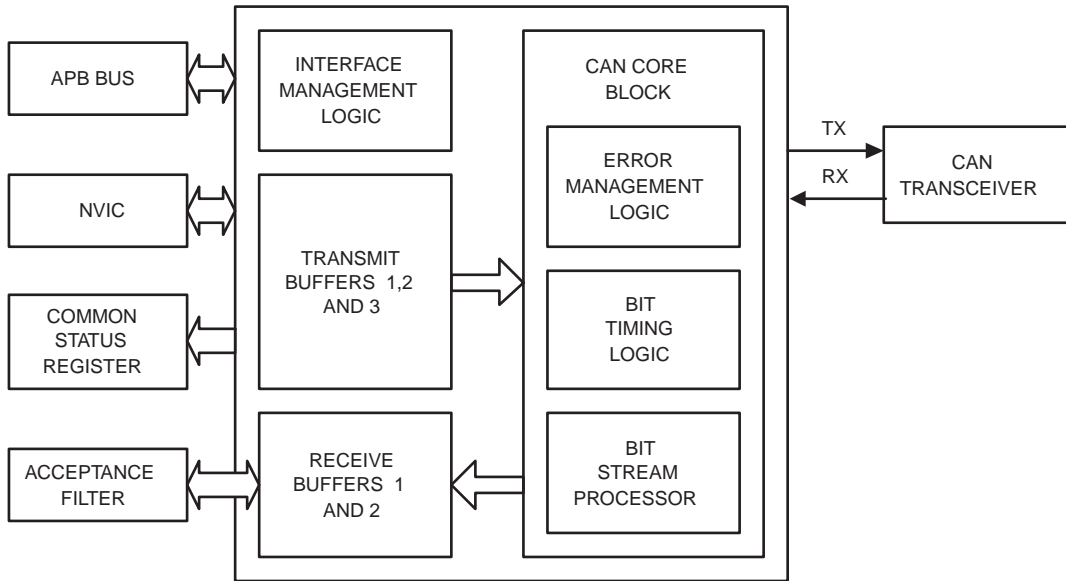 APB BUS
NVIC
COMMON
STATUS
REGISTER
ACCEPTANCE
FILTER
INTERFACE
MANAGEMENT
LOGIC
TRANSMIT
BUFFERS 1,2
AND 3
RECEIVE
BUFFERS 1
AND 2
CAN CORE
BLOCK
ERROR
MANAGEMENT
LOGIC
BIT
TIMING
LOGIC
BIT
STREAM
PROCESSOR
TX
RX
CAN
TRANSCEIVER